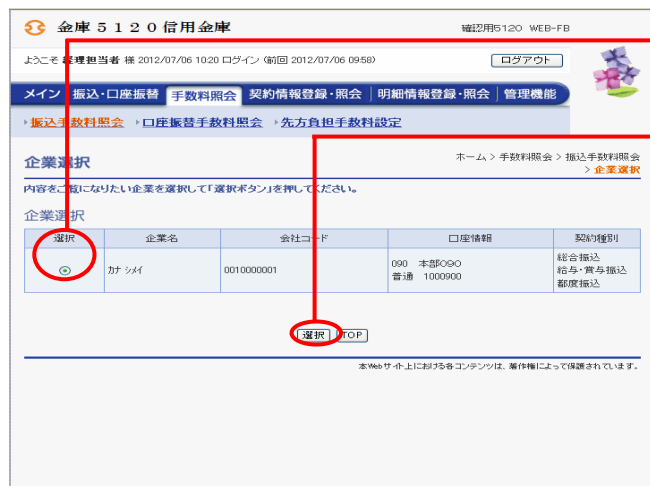 金庫５１２０信用金庫
確認用5120 WEB-FB
ようこそ 経理担当者 様 2012/07/06 10:20 ログイン (前回 2012/07/06 09:58)
ログアウト
メイン 振込・口座振替 手数料照会 契約情報登録・照会 明細情報登録・照会 管理機能
振込手数料照会 口座振替手数料照会 先方負担手数料設定
企業選択
ホーム > 手数料照会 > 振込手数料照会
> 企業選択
内容をご覧になりたい企業を選択して「選択ボタン」を押してください。
企業選択
選択 企業名 会社コード 口座情報 契約種別
カナ シメイ 0010000001 090 本部090 普通 1000900 総合振込
給与・賞与振込
都度振込
選択 TOP
本Webサイト上における各コンテンツは、著作権によって保護されています。